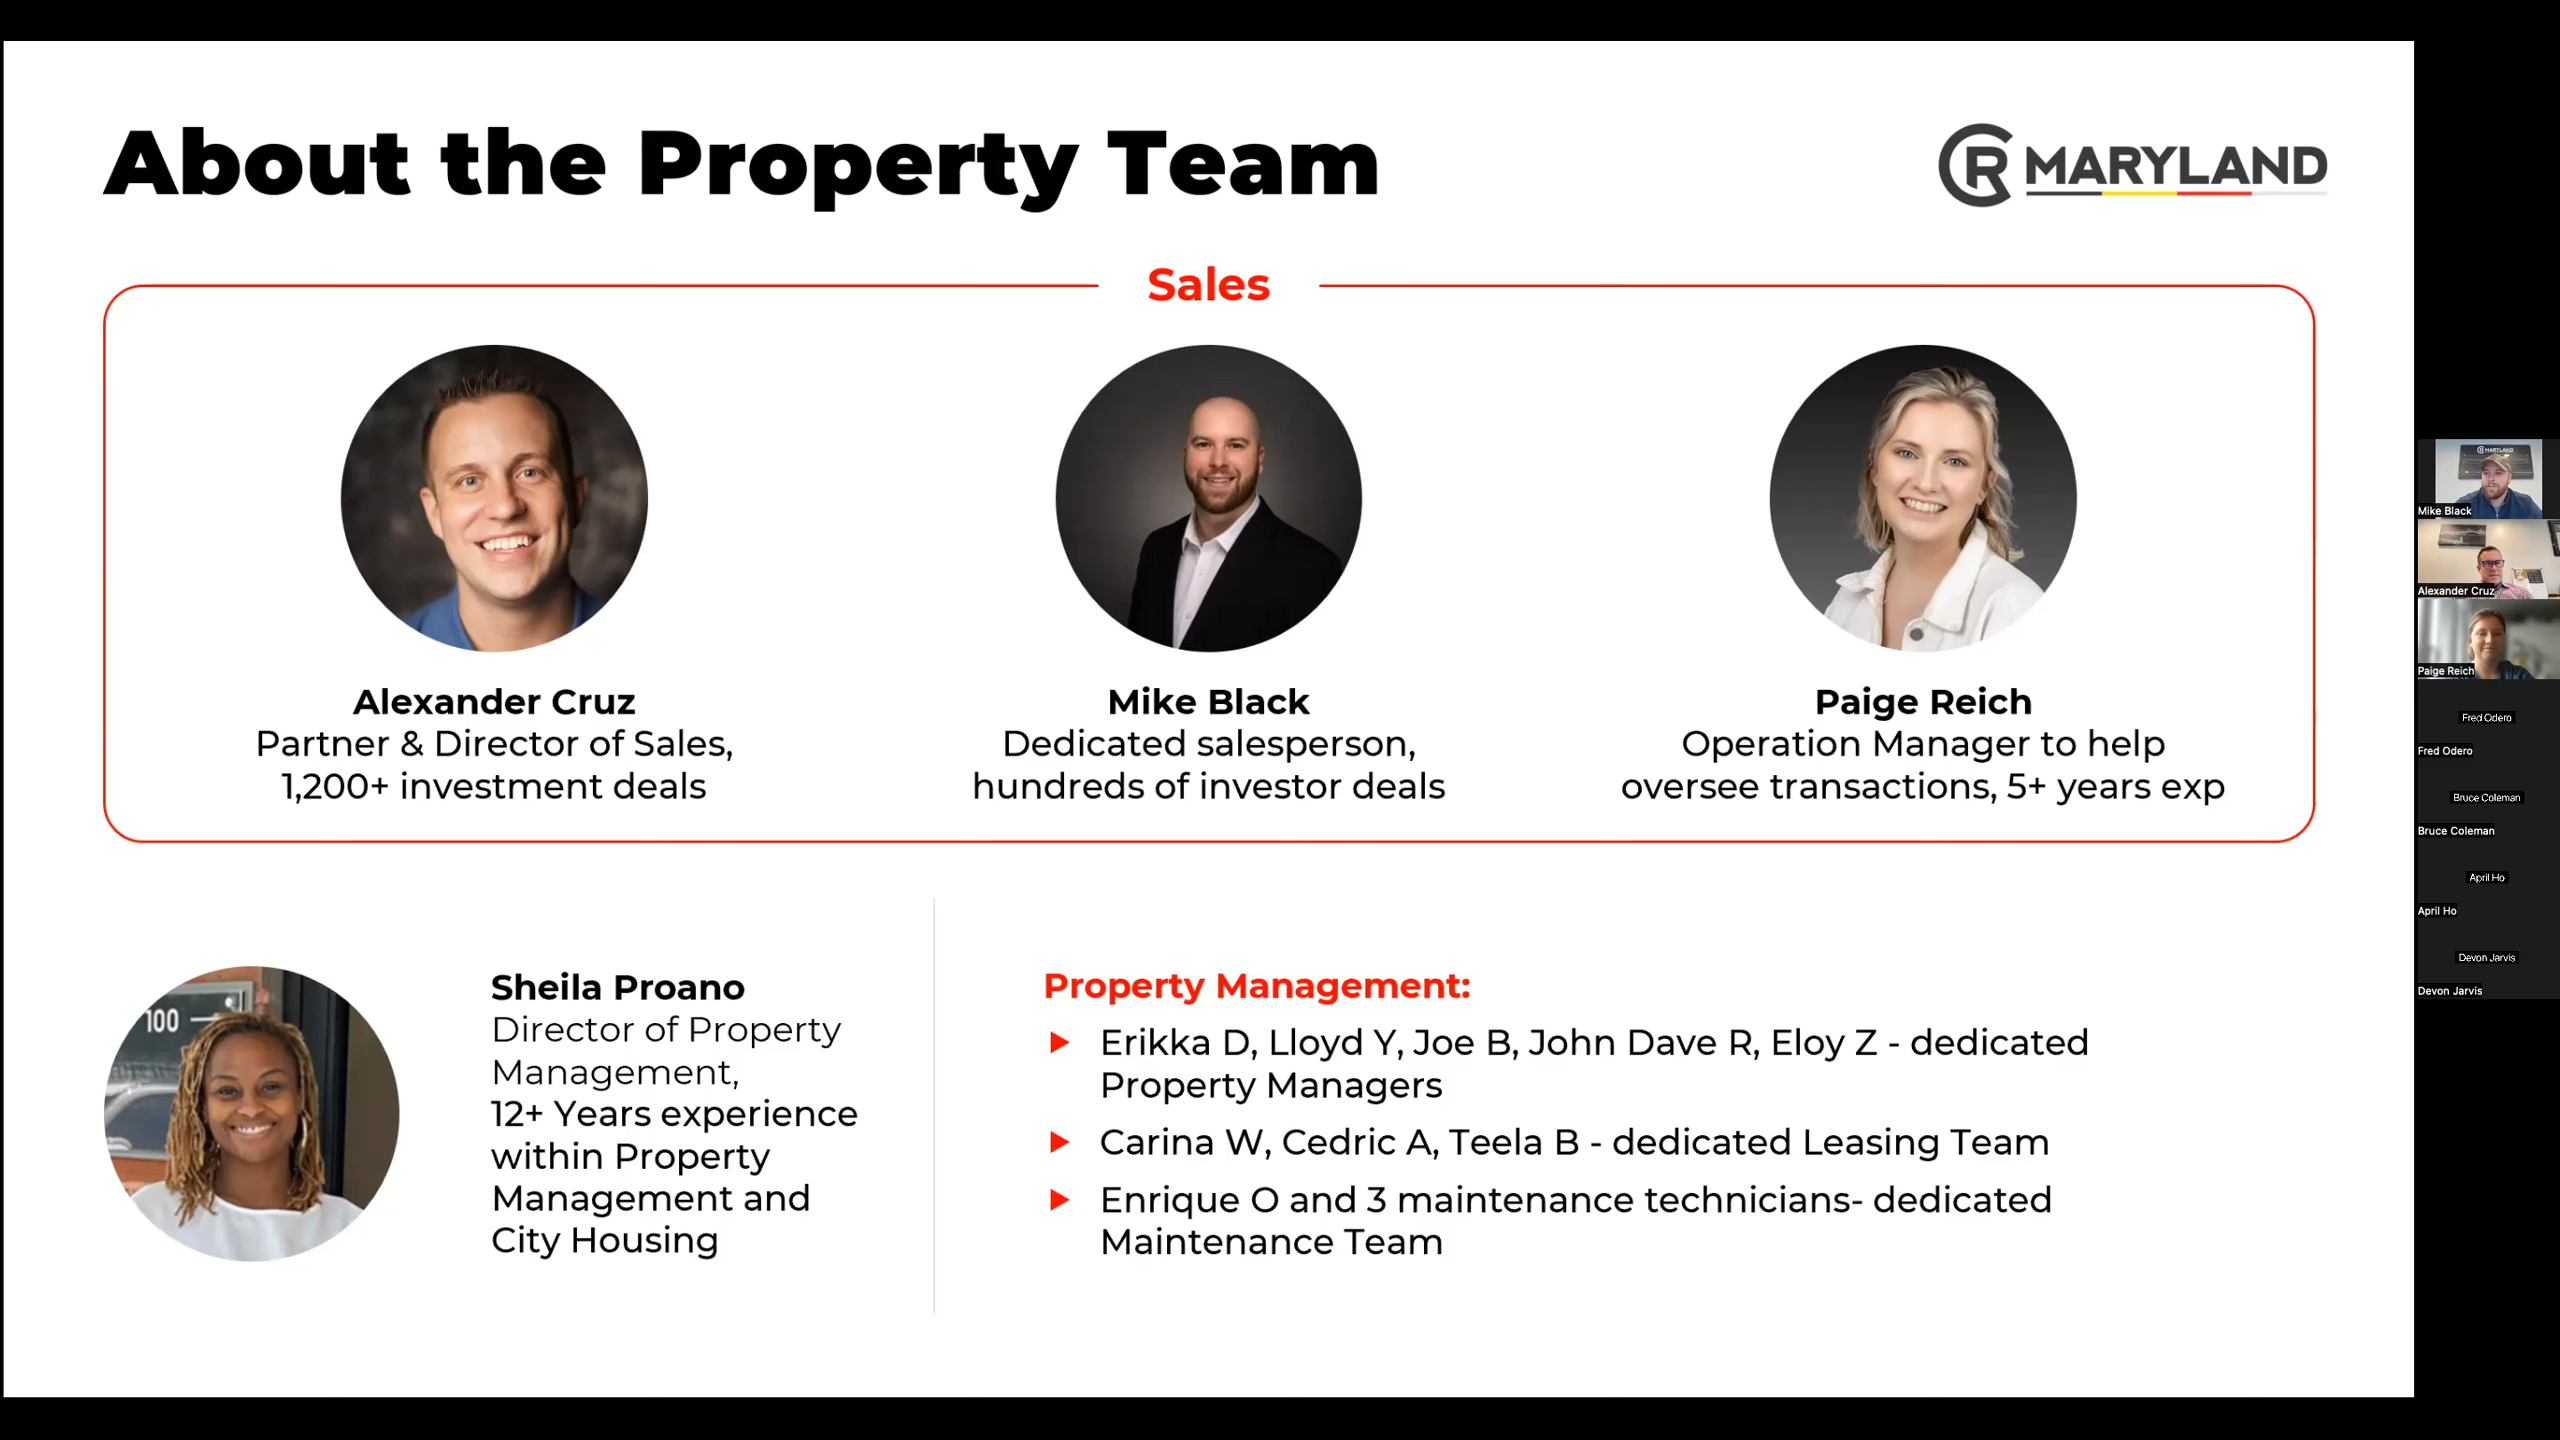 About the Property Team
CR MARYLAND
Sales
Alexander Cruz
Partner & Director of Sales,
1,200+ investment deals
Mike Black
Dedicated salesperson,
hundreds of investor deals
Paige Reich
Operation Manager to help
oversee transactions, 5+ years exp
100
Sheila Proano
Director of Property
Management,
12+ Years experience
within Property
Management and
City Housing
Property Management:
Erikka D, Lloyd Y, Joe B, John Dave R, Eloy Z - dedicated
Property Managers
Carina W, Cedric A, Teela B - dedicated Leasing Team
Enrique O and 3 maintenance technicians- dedicated
Maintenance Team
MARYLAND
Mike Black
Alexander Cruz
Paige Reich
Fred Odero
Fred Odero
Bruce Coleman
Bruce Coleman
April Ho
April Ho
Devon Jarvis
Devon Jarvis